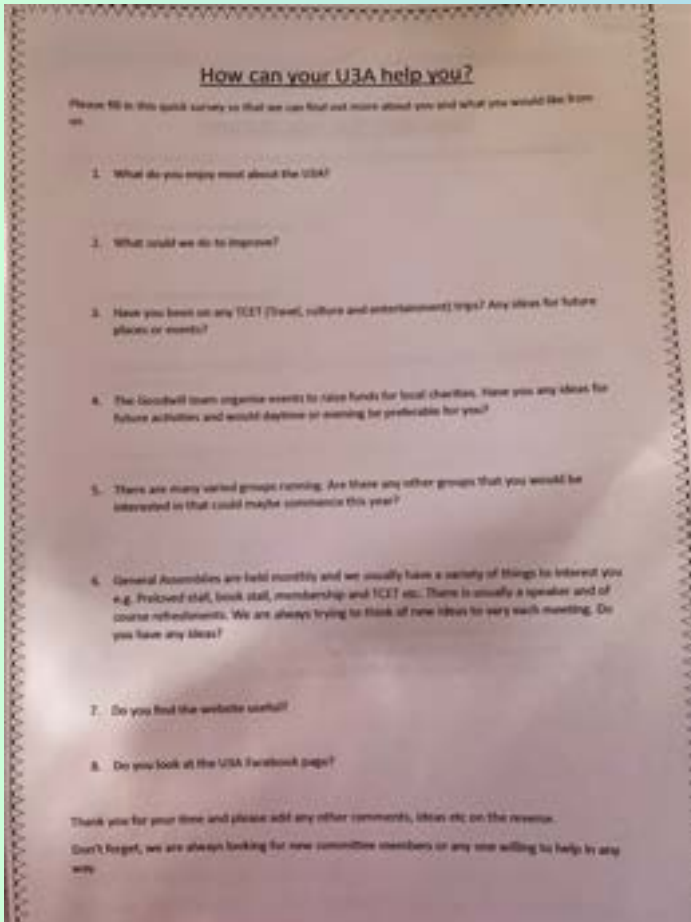 How can your U3A help you?
Please fill in this quick survey so that we can find out more about you and what you would like from
us.
1. What do you enjoy most about the U3A?
2. What could we do to improve?
3. Have you been on any TCET (Travel, culture and entertainment) trips? Any ideas for future
places or events?
4. The Goodwill team organise events to raise funds for local charities. Have you any ideas for
future activities and would daytime or evening be preferable for you?
5. There are many varied groups running. Are there any other groups that you would be
interested in that could maybe commence this year?
6. General Assemblies are held monthly and we usually have a variety of things to interest you
e.g. Preloved stall, book stall, membership and TCET etc. There is usually a speaker and of
course refreshments. We are always trying to think of new ideas to vary each meeting. Do
you have any ideas?
7. Do you find the website useful?
8. Do you look at the U3A Facebook page?
Thank you for your time and please add any other comments, ideas etc on the reverse.
Don't forget, we are always looking for new committee members or any one willing to help in any
way.